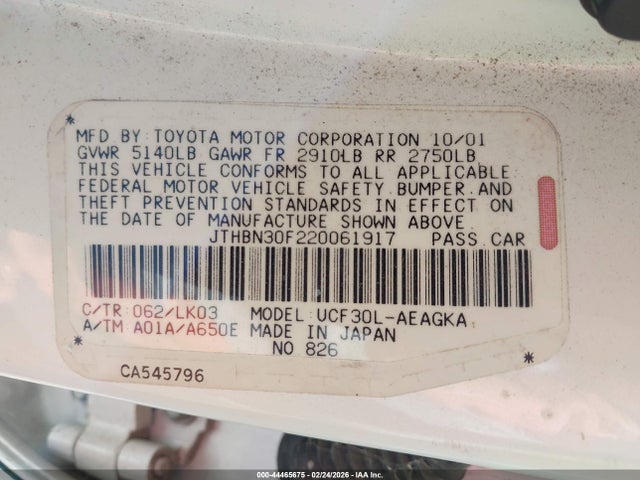 MFD BY: TOYOTA MOTOR CORPORATION 10/01
GVWR 5140LB GAWR FR 2910LB RR 2750LB
THIS VEHICLE CONFORMS TO ALL APPLICABLE
FEDERAL MOTOR VEHICLE SAFETY, BUMPER, AND
THEFT PREVENTION STANDARDS IN EFFECT ON
THE DATE OF MANUFACTURE SHOWN ABOVE.
JTHBN30F220061917 PASS. CAR
C/TR: 062/LK03 MODEL: UCF30L-AEAGKA
A/TM A01A/A650E MADE IN JAPAN
NO 826
CA545796
000-44465675 - 02/24/2026 - IAA Inc.